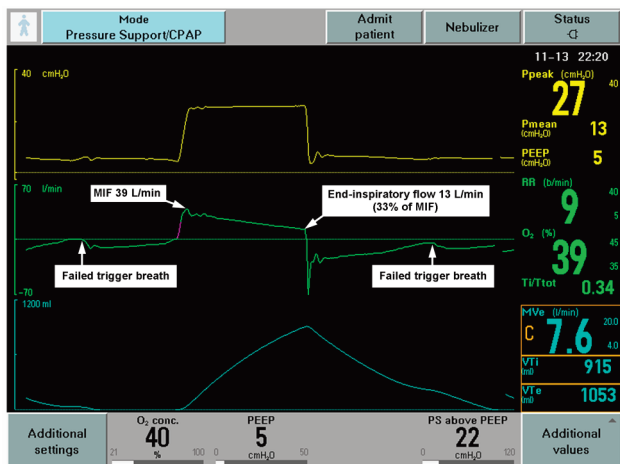 Mode
Pressure Support/CPAP
Admit
patient
Nebulizer
Status
11-13 22:20
40 cmH₂O
Ppeak (cmH₂O)
27
40
Pmean
(cmH₂O)
13
PEEP
(cmH₂O)
5
70 l/min
MIF 39 L/min
End-inspiratory flow 13 L/min
(33% of MIF)
Failed trigger breath
Failed trigger breath
-70
RR (b/min)
9
40
5
O₂ (%)
39
45
35
Ti/Ttot 0.34
1200 ml
MVe (l/min)
C 7.6
20.0
4.0
VTi
(ml)
915
VTe
(ml)
1053
Additional
settings
O₂ conc.
40
21 % 100
PEEP
5
0 cmH₂O 50
PS above PEEP
22
0 cmH₂O 120
Additional
values